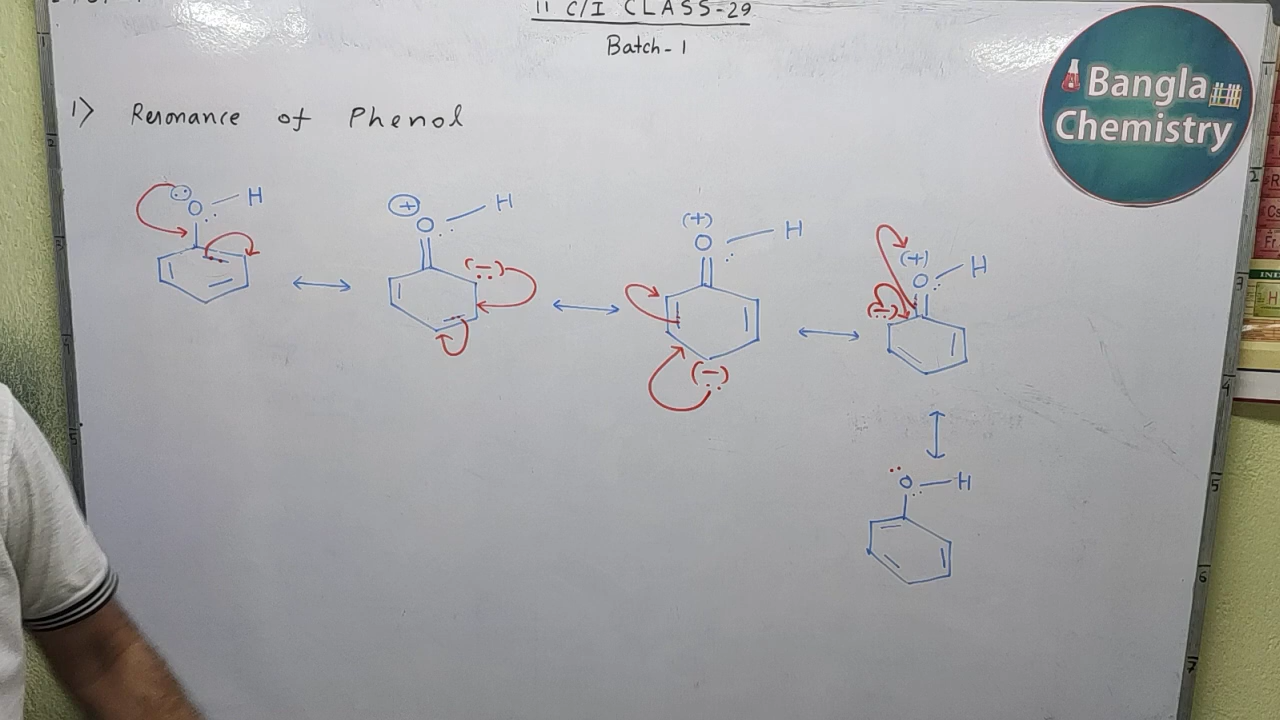 11 C/I CLASS-29
Batch-1
Bangla
Chemistry
1) Resonance of Phenol
O H
(+) O H
(-)
(+) O H
(-)
(+) O H
(-)
O H